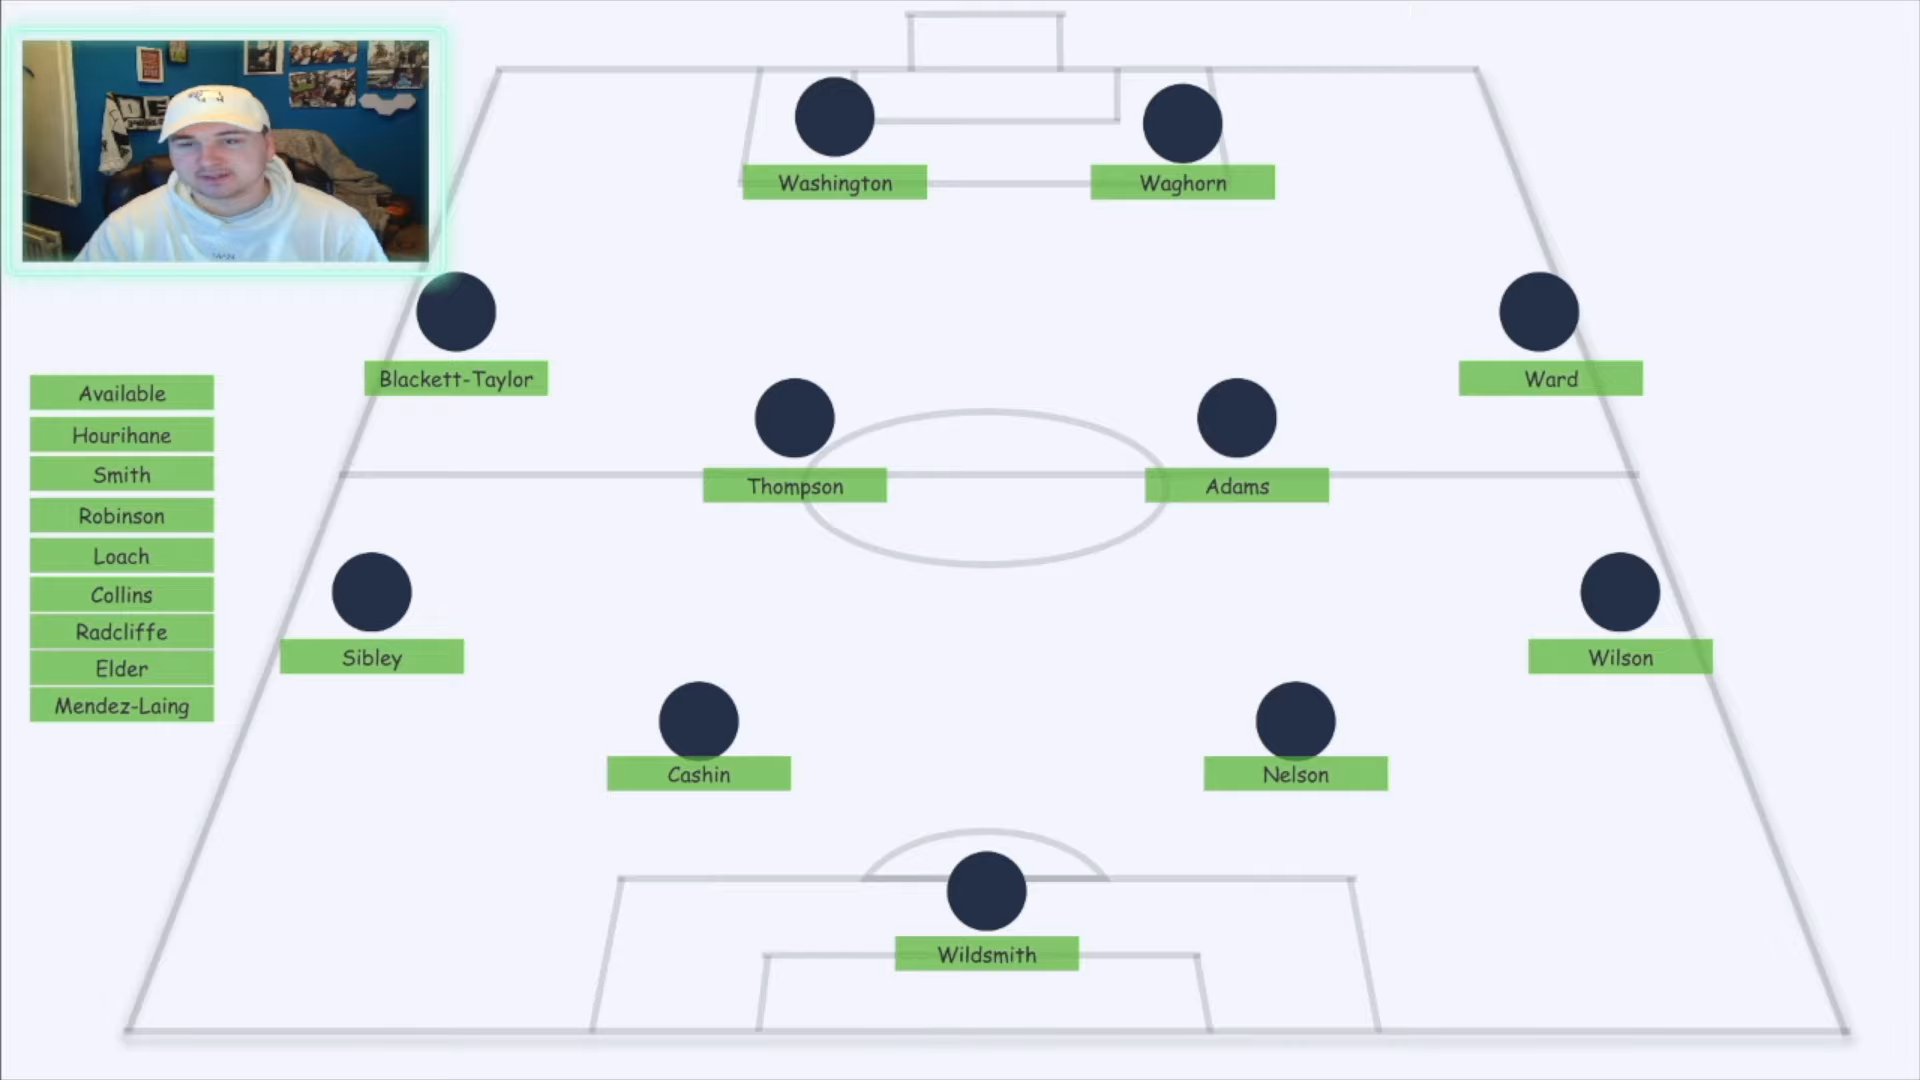 Washington
Waghorn
Blackett-Taylor
Ward
Thompson
Adams
Sibley
Wilson
Cashin
Nelson
Wildsmith
Available
Hourihane
Smith
Robinson
Loach
Collins
Radcliffe
Elder
Mendez-Laing